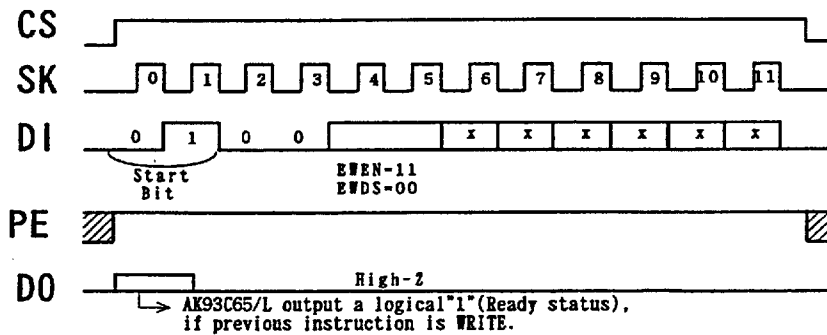 CS
SK 0 1 2 3 4 5 6 7 8 9 10 11
DI 0 1 0 0 x x x x x x
Start
Bit
EWEN-11
EWDS=00
PE
DO High-Z
AK93C65/L output a logical"1"(Ready status),
if previous instruction is WRITE.